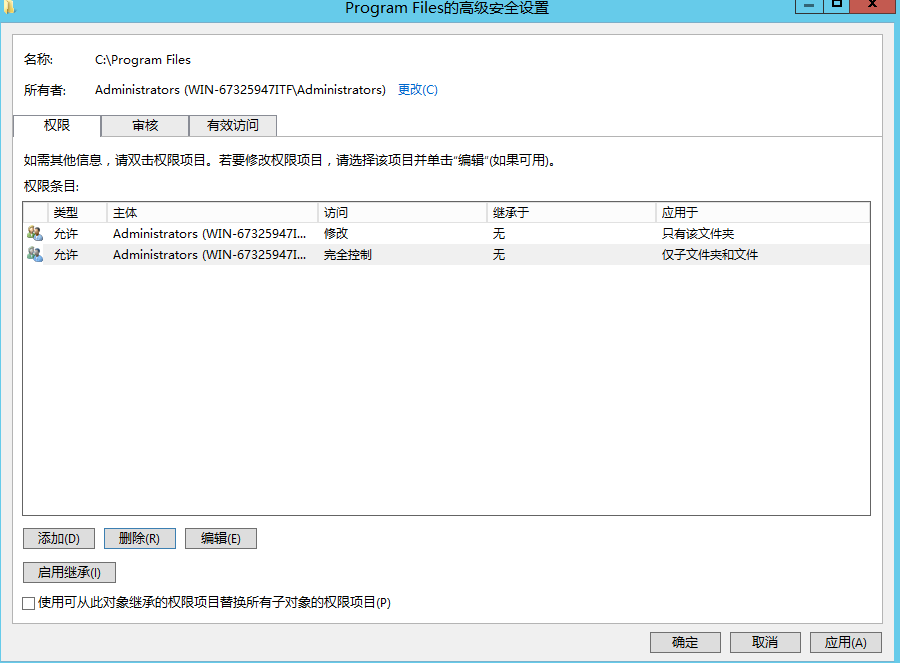 Program Files的高级安全设置
名称: C:\Program Files
所有者: Administrators (WIN-67325947ITF\Administrators) 更改(C)
权限 审核 有效访问
如需其他信息，请双击权限项目。若要修改权限项目，请选择该项目并单击“编辑”(如果可用)。
权限条目:
类型 主体 访问 继承于 应用于
允许 Administrators (WIN-67325947I... 修改 无 只有该文件夹
允许 Administrators (WIN-67325947I... 完全控制 无 仅子文件夹和文件
添加(D) 删除(R) 编辑(E)
启用继承(I)
使用可从此对象继承的权限项目替换所有子对象的权限项目(P)
确定 取消 应用(A)